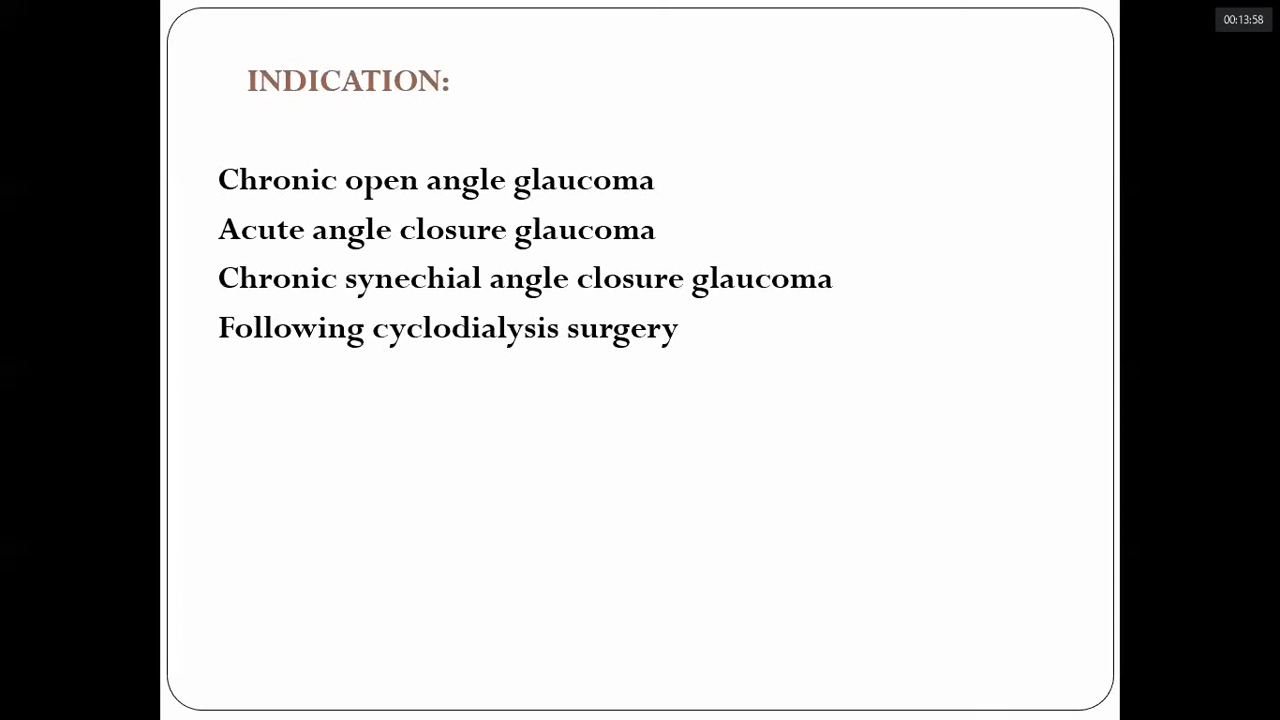 00:13:58
INDICATION:
Chronic open angle glaucoma
Acute angle closure glaucoma
Chronic synechial angle closure glaucoma
Following cyclodialysis surgery